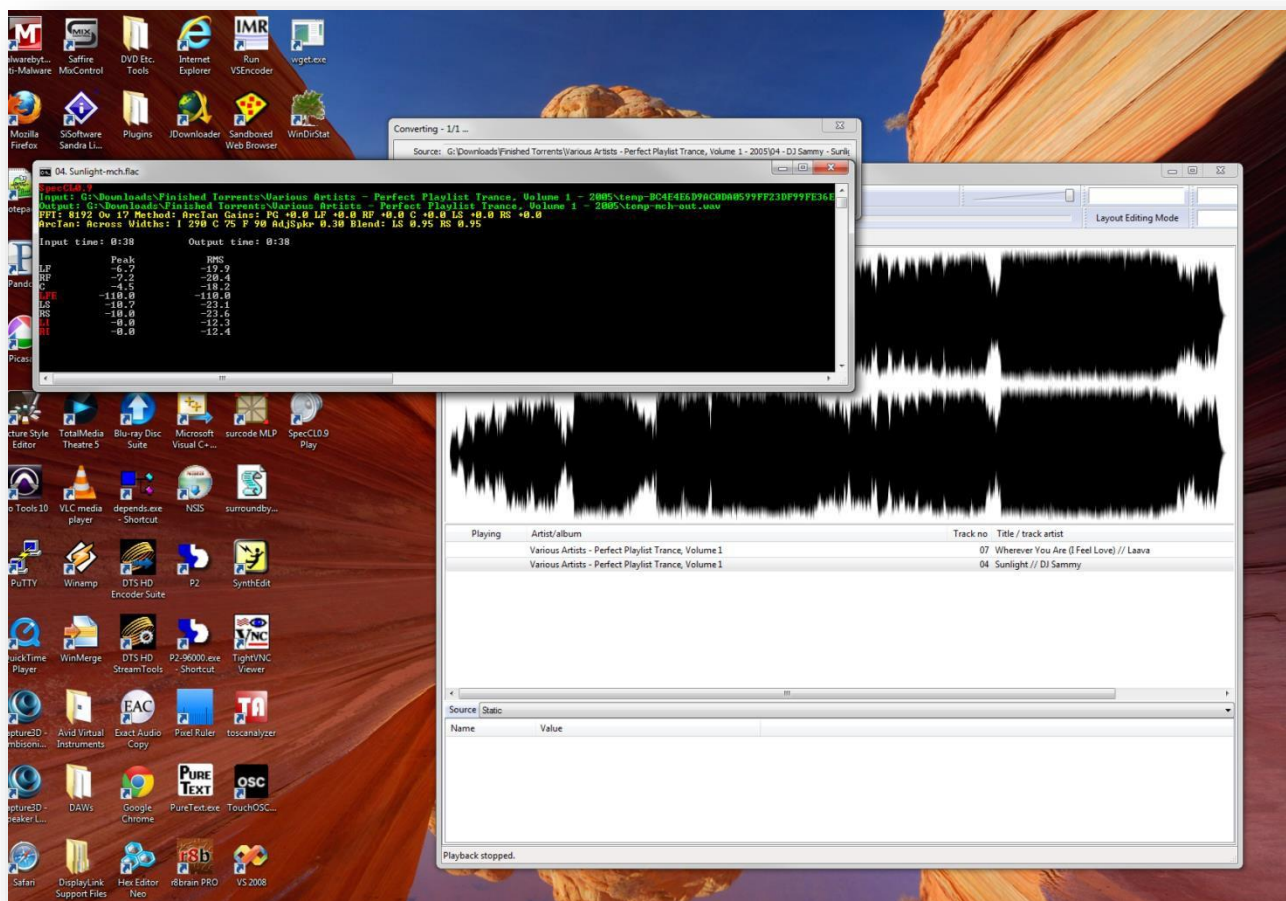 Saffire MixControl
DVD Etc. Tools
Internet Explorer
IMR
Run VSEncoder
wget.exe
Mozilla Firefox
SiSoftware Sandra Li...
Plugins
JDownloader
Sandboxed Web Browser
WinDirStat
Converting - 1/1 ...
Source: G:\Downloads\Finished Torrents\Various Artists - Perfect Playlist Trance, Volume 1 - 2005\04 - DJ Sammy - Sunlig
04. Sunlight-mch.flac
SpecCL0.9
Input: G:\Downloads\Finished Torrents\Various Artists - Perfect Playlist Trance, Volume 1 - 2005\temp-BC4E4E6D9AC0DA0599FF23DF99FE36E
Output: G:\Downloads\Finished Torrents\Various Artists - Perfect Playlist Trance, Volume 1 - 2005\temp-mch-out.wav
FFT: 8192 Ov 17 Method: ArcTan Gains: PG +0.0 LF +0.0 RF +0.0 C +0.0 LS +0.0 RS +0.0
ArcTan: Across Widths: I 290 C 75 F 90 AdjSpkr 0.30 Blend: LS 0.95 RS 0.95
Input time: 0:38 Output time: 0:38
Peak RMS
LF -6.7 -19.9
RF -7.2 -20.4
C -4.5 -18.2
LFE -110.0 -110.0
LS -10.7 -23.1
RS -10.0 -23.6
LI -0.0 -12.3
RI -0.0 -12.4
Layout Editing Mode
cture Style Editor
TotalMedia Theatre 5
Blu-ray Disc Suite
Microsoft Visual C+...
surcode MLP
SpecCL0.9 Play
o Tools 10
VLC media player
depends.exe - Shortcut
NSIS
surroundby...
PuTTY
Winamp
DTS HD Encoder Suite
P2
SynthEdit
uickTime Player
WinMerge
DTS HD StreamTools
P2-96000.exe - Shortcut
TightVNC Viewer
apture3D - mbisoni...
Avid Virtual Instruments
EAC
Exact Audio Copy
Pixel Ruler
TA
toscanalyzer
apture3D - peaker L...
DAWs
Google Chrome
PURE TEXT
PureText.exe
OSC
TouchOSC...
Safari
DisplayLink Support Files
Hex Editor Neo
r8b
r8brain PRO
VS 2008
Playing Artist/album Track no Title / track artist
Various Artists - Perfect Playlist Trance, Volume 1 07 Wherever You Are (I Feel Love) // Laava
Various Artists - Perfect Playlist Trance, Volume 1 04 Sunlight // DJ Sammy
Source Static
Name Value
Playback stopped.